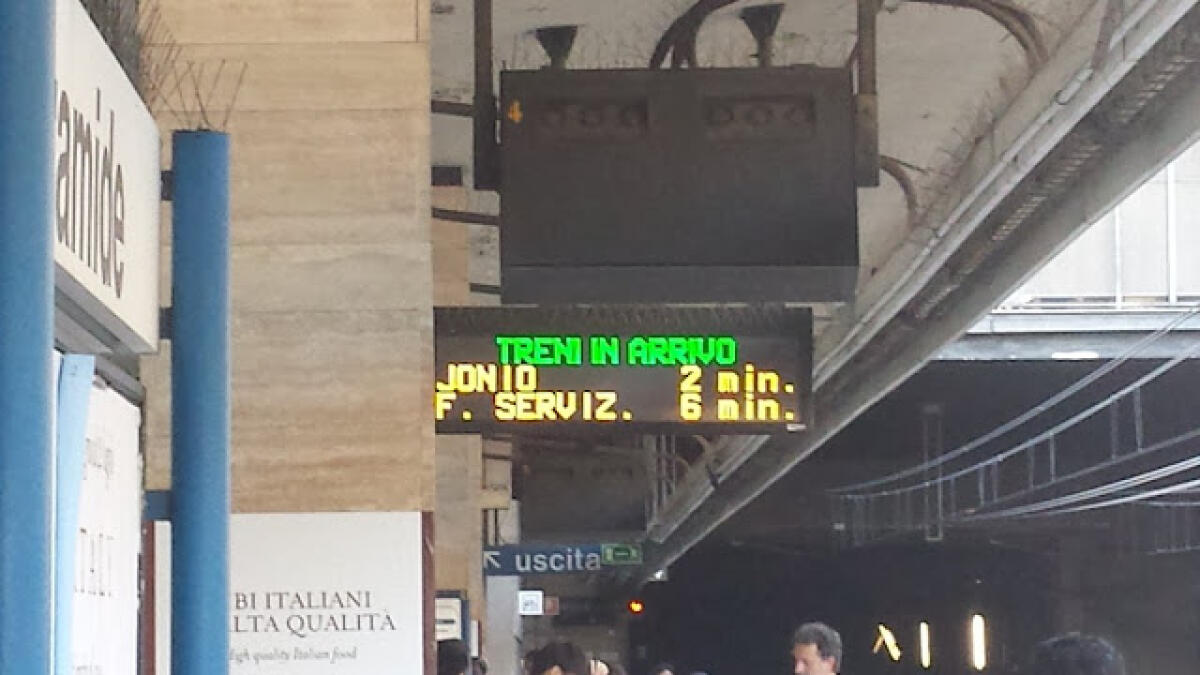 amide
4
TRENI IN ARRIVO
JONIO 2 min.
F. SERVIZ. 6 min.
uscita
BI ITALIANI
LTA QUALITÀ
high quality Italian food